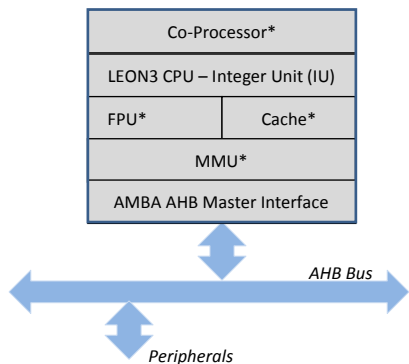 Co-Processor*
LEON3 CPU – Integer Unit (IU)
FPU*
Cache*
MMU*
AMBA AHB Master Interface
AHB Bus
Peripherals